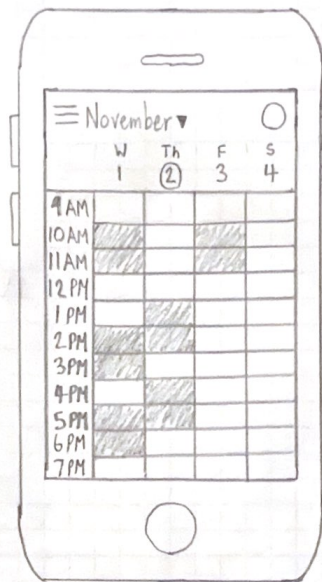 November▼
W Th F S
1 2 3 4
9AM
10AM
11AM
12PM
1PM
2PM
3PM
4PM
5PM
6PM
7PM